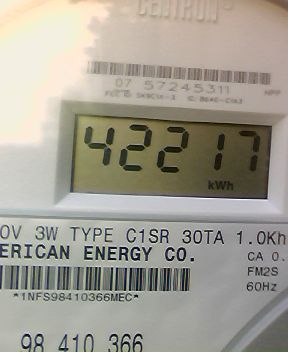 CENTRON
07 57245311
42217
kWh
0V 3W TYPE C1SR 30TA 1.0Kh
ERICAN ENERGY CO.
CA 0.
FM2S
60Hz
*1NFS98410366MEC*
98 410 366